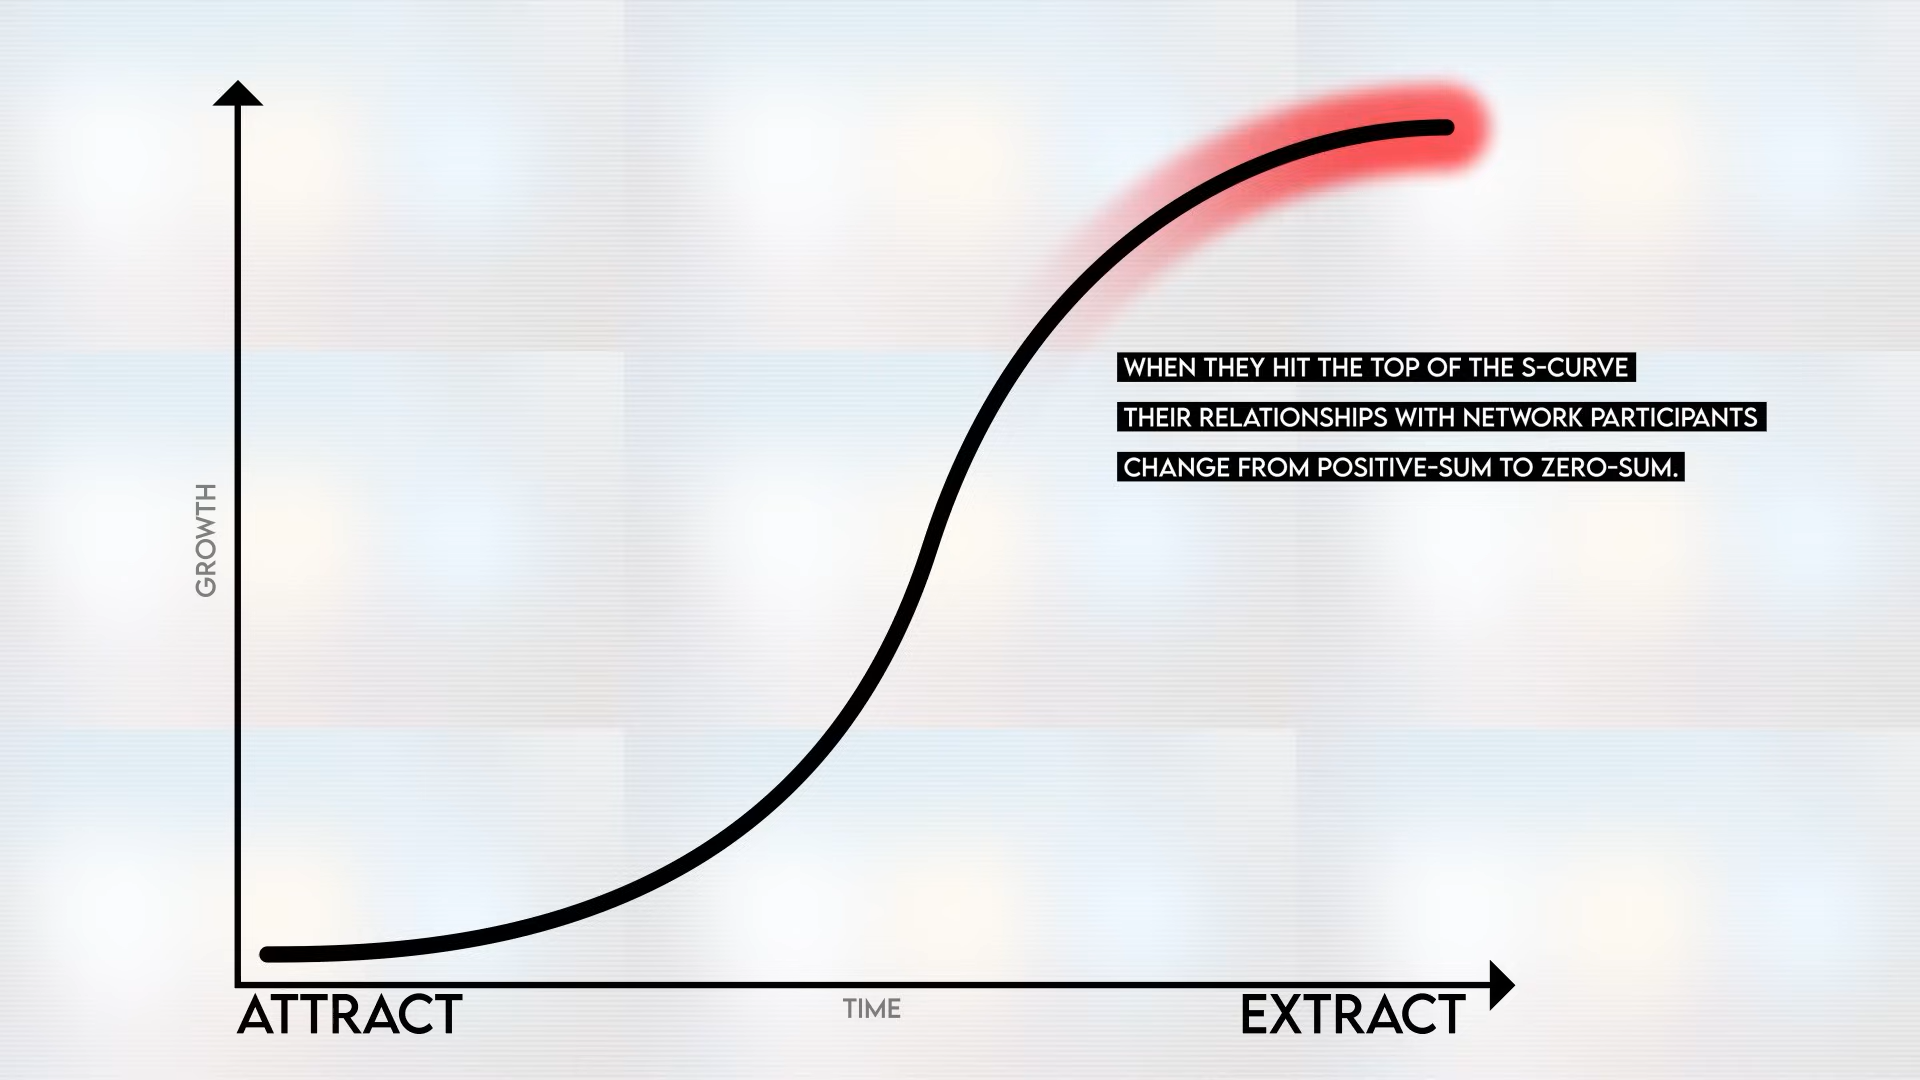 WHEN THEY HIT THE TOP OF THE S-CURVE
THEIR RELATIONSHIPS WITH NETWORK PARTICIPANTS
CHANGE FROM POSITIVE-SUM TO ZERO-SUM.
GROWTH
ATTRACT
TIME
EXTRACT